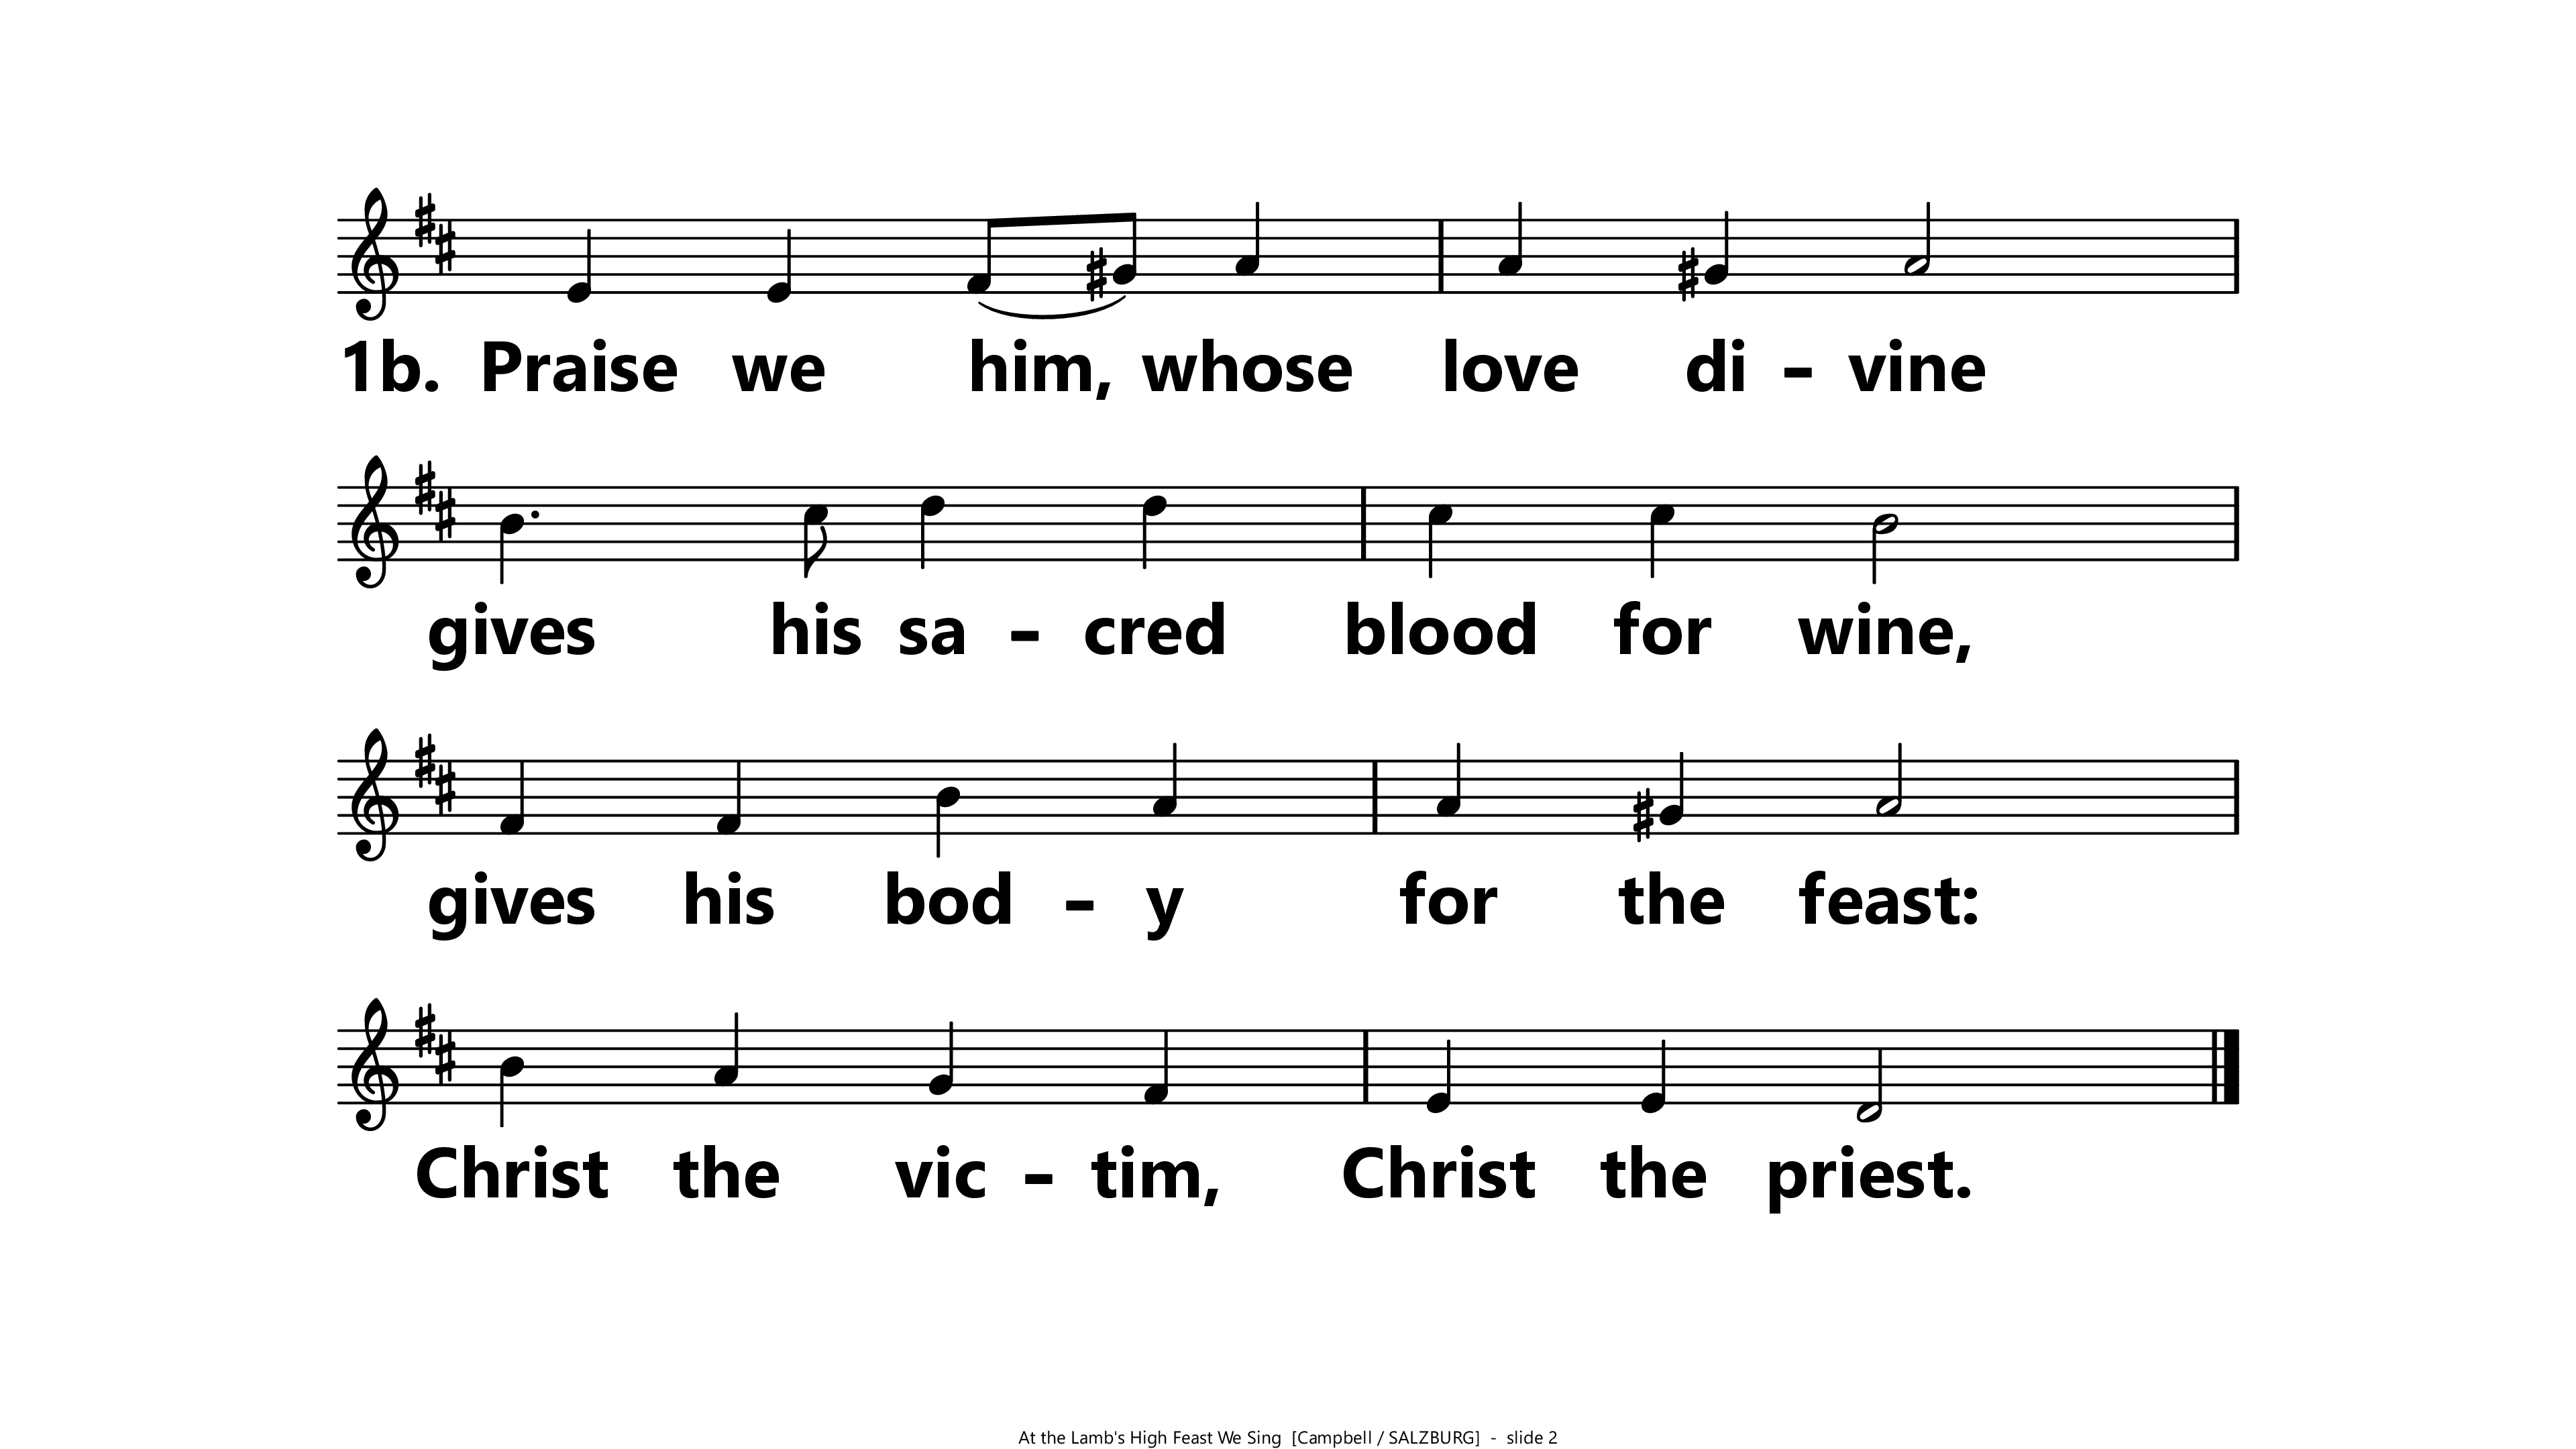 1b. Praise we him, whose love di - vine
gives his sa - cred blood for wine,
gives his bod - y for the feast:
Christ the vic - tim, Christ the priest.
At the Lamb's High Feast We Sing [Campbell / SALZBURG] - slide 2